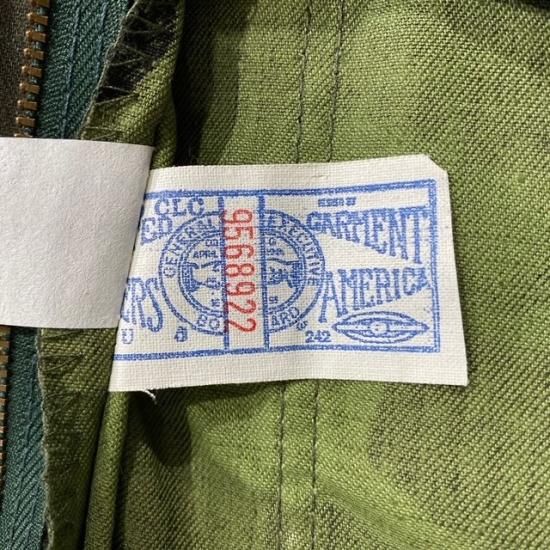 CLC
ED
GARMENT
GENERAL EXECUTIVE
APRIL
9568922
ERS
AMERICA
BOARD
242